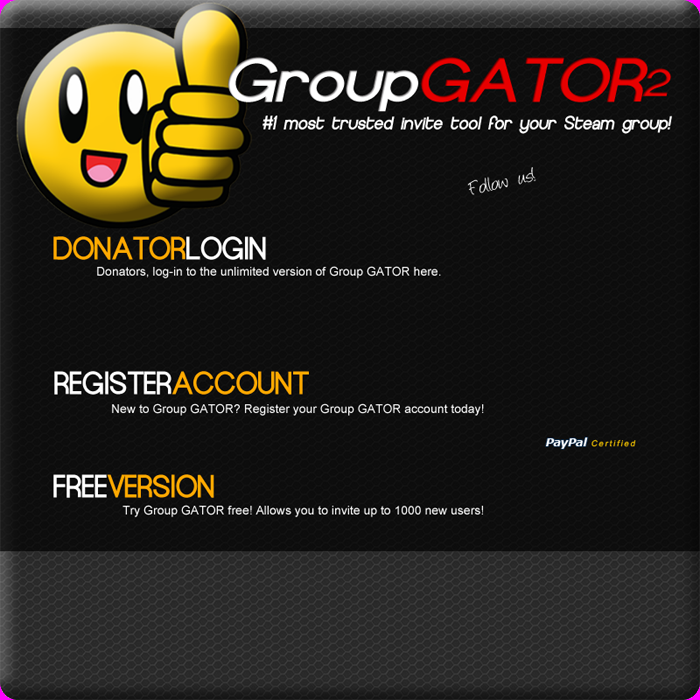 GroupGATOR2
#1 most trusted invite tool for your Steam group!
Follow us!
DONATORLOGIN
Donators, log-in to the unlimited version of Group GATOR here.
REGISTERACCOUNT
New to Group GATOR? Register your Group GATOR account today!
PayPal Certified
FREEVERSION
Try Group GATOR free! Allows you to invite up to 1000 new users!